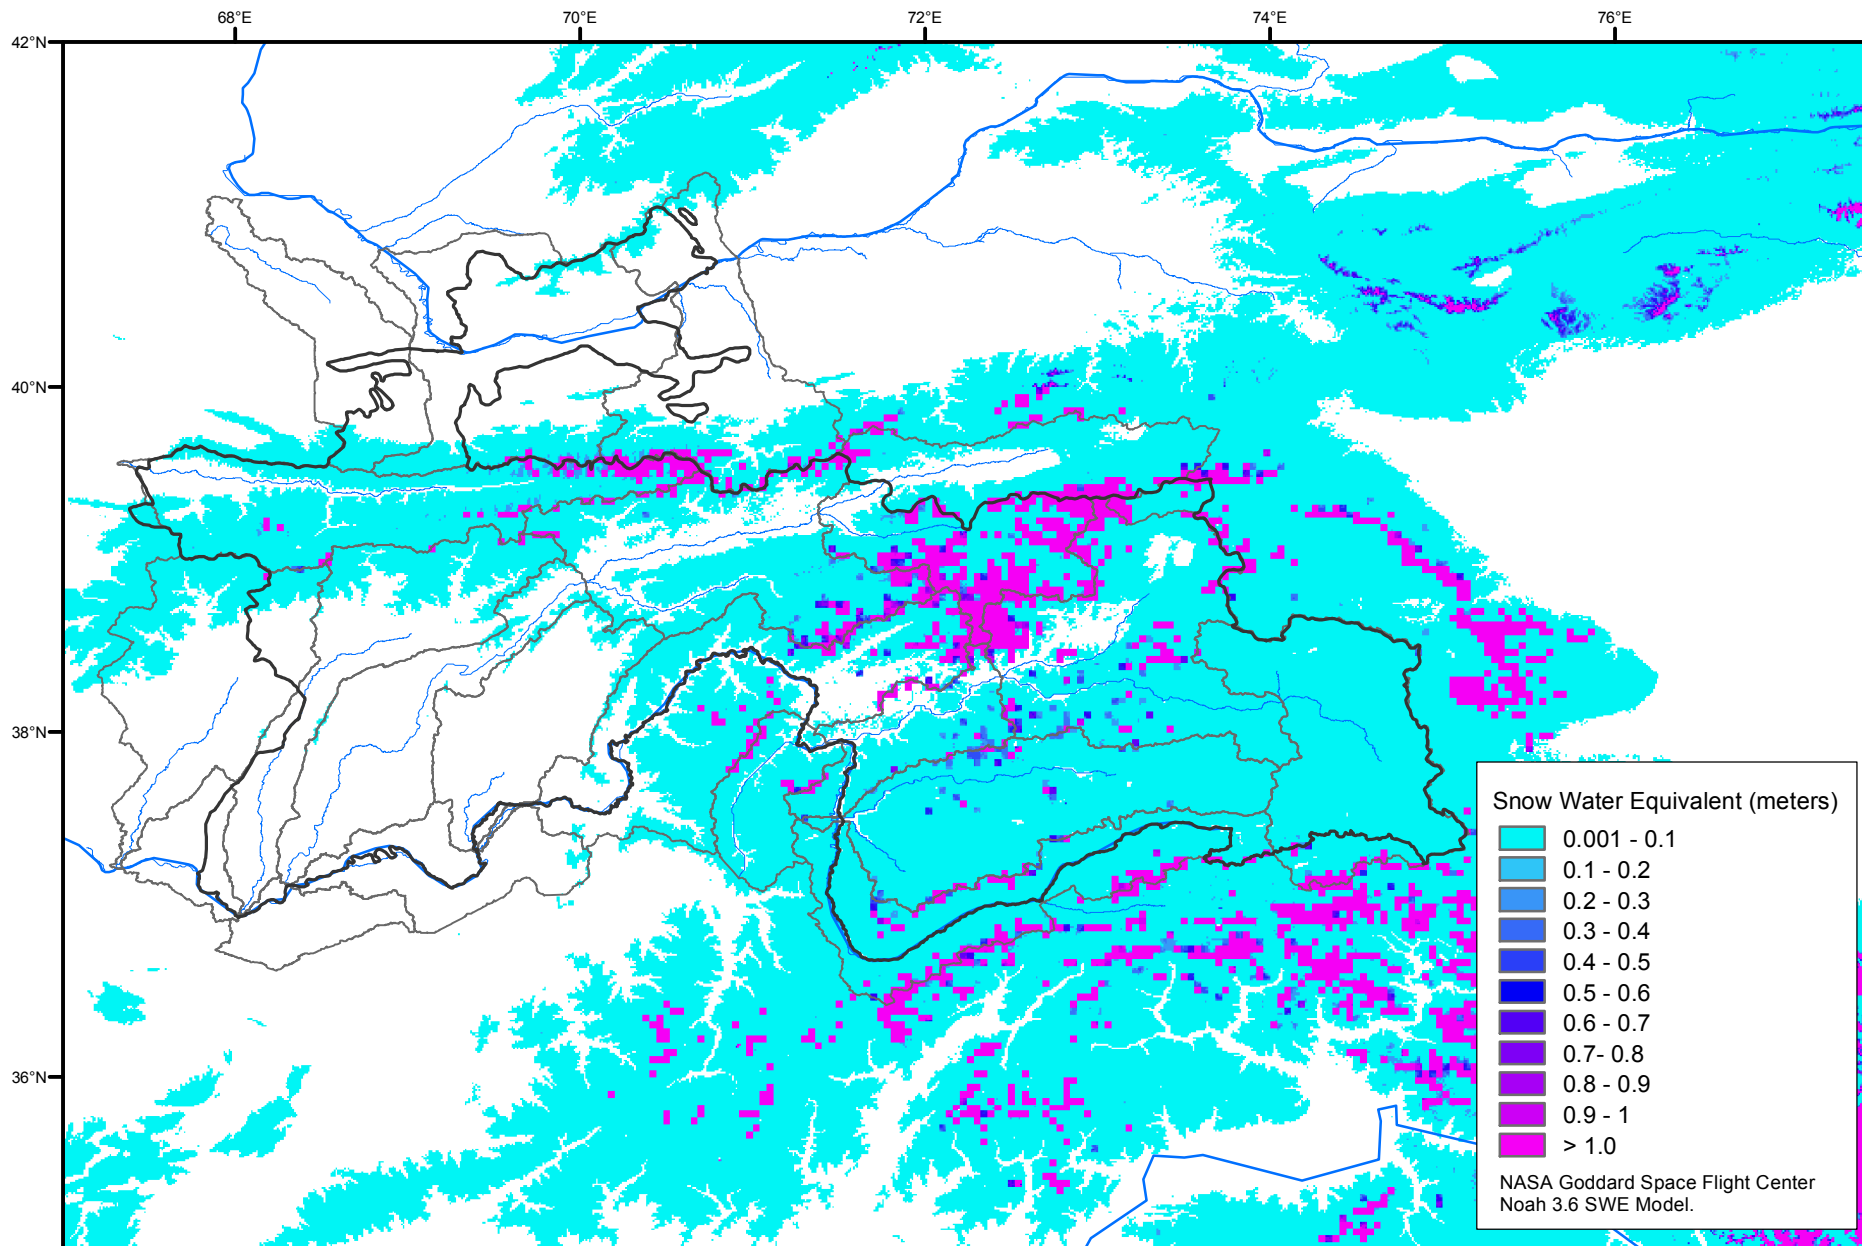 68°E 70°E 72°E 74°E 76°E
42°N
40°N
38°N
36°N
Snow Water Equivalent (meters)
0.001 - 0.1
0.1 - 0.2
0.2 - 0.3
0.3 - 0.4
0.4 - 0.5
0.5 - 0.6
0.6 - 0.7
0.7- 0.8
0.8 - 0.9
0.9 - 1
> 1.0
NASA Goddard Space Flight Center
Noah 3.6 SWE Model.